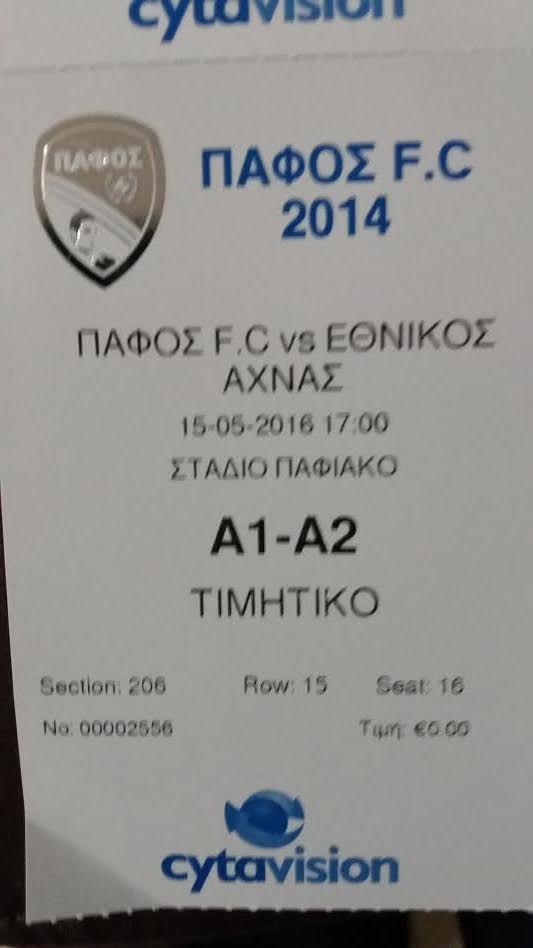 cytavision
ΠΑΦΟΣ
ΠΑΦΟΣ F.C
2014
ΠΑΦΟΣ F.C vs ΕΘΝΙΚΟΣ
ΑΧΝΑΣ
15-05-2016 17:00
ΣΤΑΔΙΟ ΠΑΦΙΑΚΟ
A1-A2
ΤΙΜΗΤΙΚΟ
Section: 206 Row: 15 Seat: 16
No: 00002556 Τιμή: €0.00
cytavision